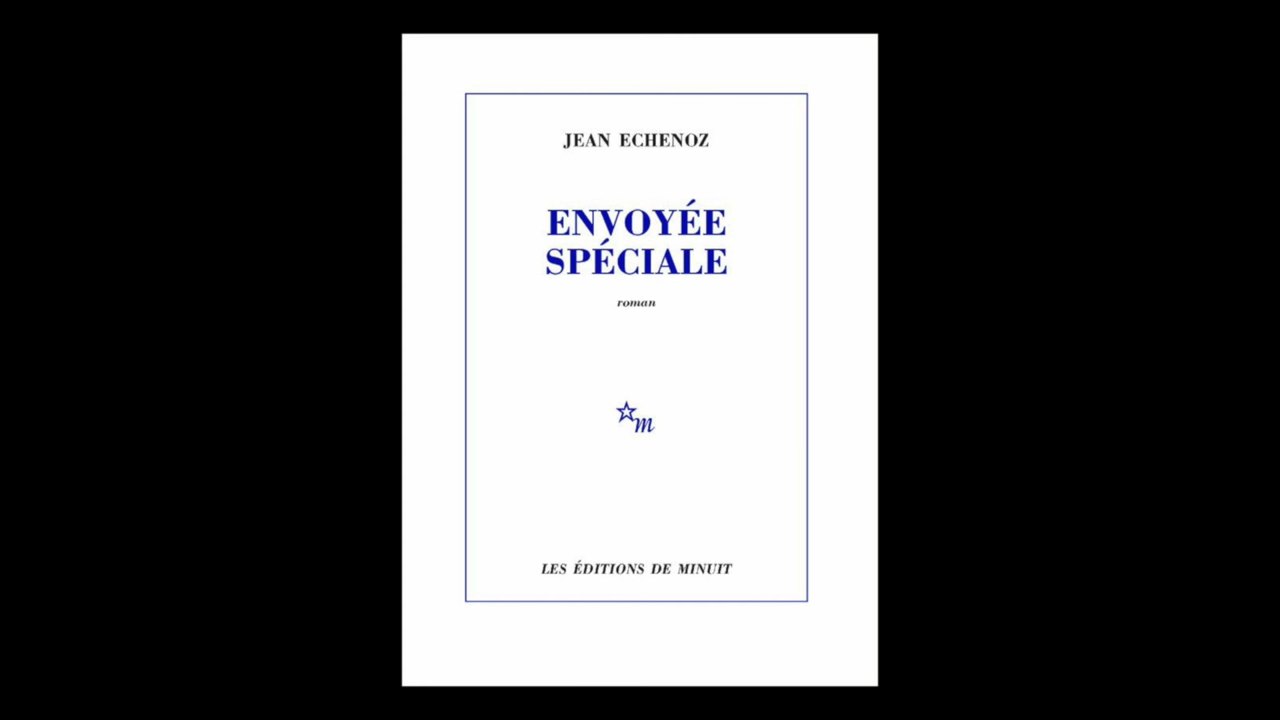 JEAN ECHENOZ
ENVOYÉE
SPÉCIALE
roman
m
LES ÉDITIONS DE MINUIT